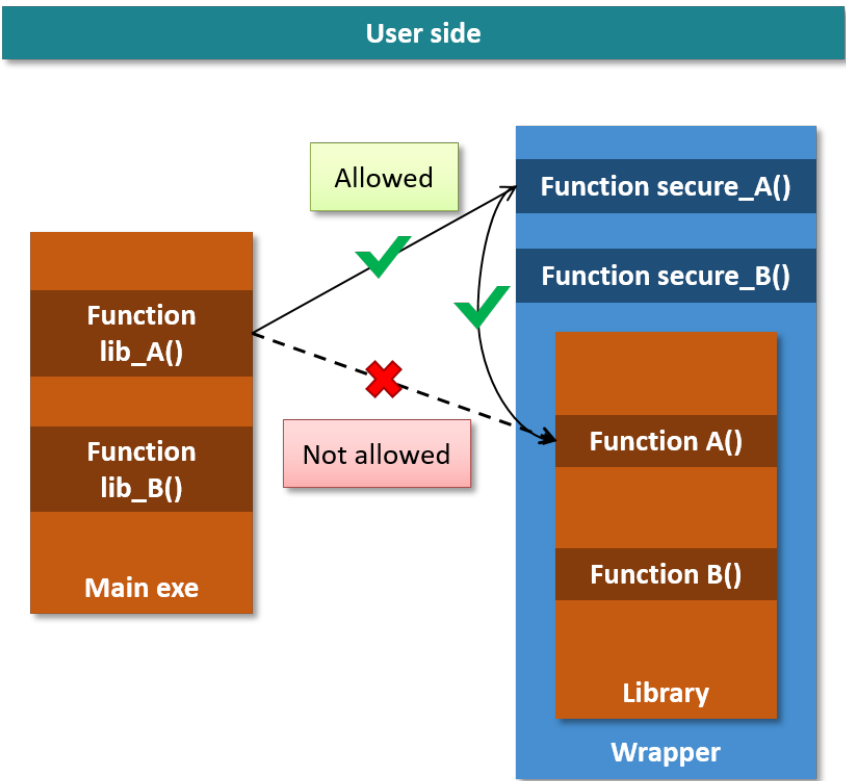 User side
Allowed
Function secure_A()
Function secure_B()
Function
lib_A()
Not allowed
Function A()
Function
lib_B()
Function B()
Main exe
Library
Wrapper